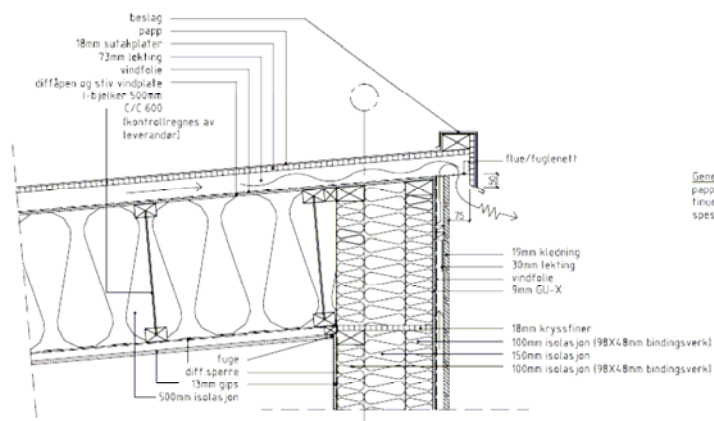 beslag
papp
18mm sutakplater
73mm lekting
vindfolie
diffåpen og stiv vindplate
I-bjelker 500mm
C/C 600
(kontrollregnes av
leverandør)
flue/fuglenett
50
75
Gene
papp
tinu
spes
19mm kledning
30mm lekting
vindfolie
9mm GU-X
18mm kryssfiner
100mm isolasjon (98X48mm bindingsverk)
150mm isolasjon
100mm isolasjon (98X48mm bindingsverk)
fuge
diff.sperre
13mm gips
500mm isolasjon